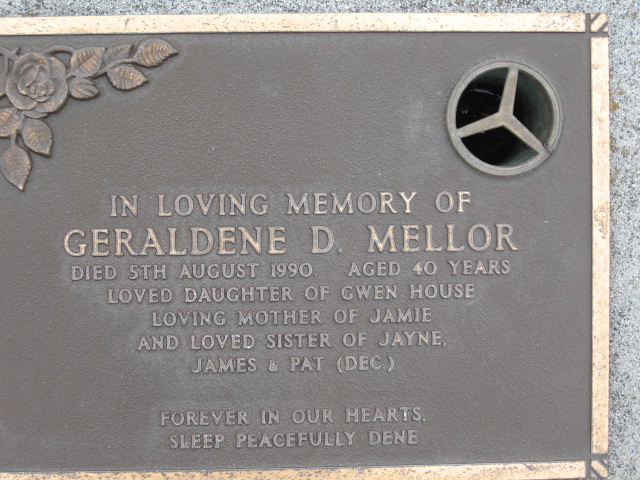 IN LOVING MEMORY OF
GERALDENE D. MELLOR
DIED 5TH AUGUST 1990. AGED 40 YEARS
LOVED DAUGHTER OF GWEN HOUSE
LOVING MOTHER OF JAMIE
AND LOVED SISTER OF JAYNE,
JAMES & PAT (DEC.)
FOREVER IN OUR HEARTS,
SLEEP PEACEFULLY DENE